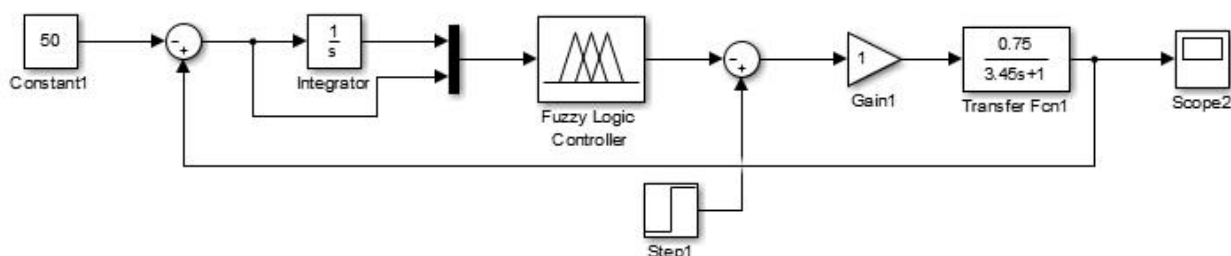 50
Constant1
-
+
1
s
Integrator
Fuzzy Logic
Controller
-
+
1
Gain1
0.75
3.45s+1
Transfer Fcn1
Scope2
Step1